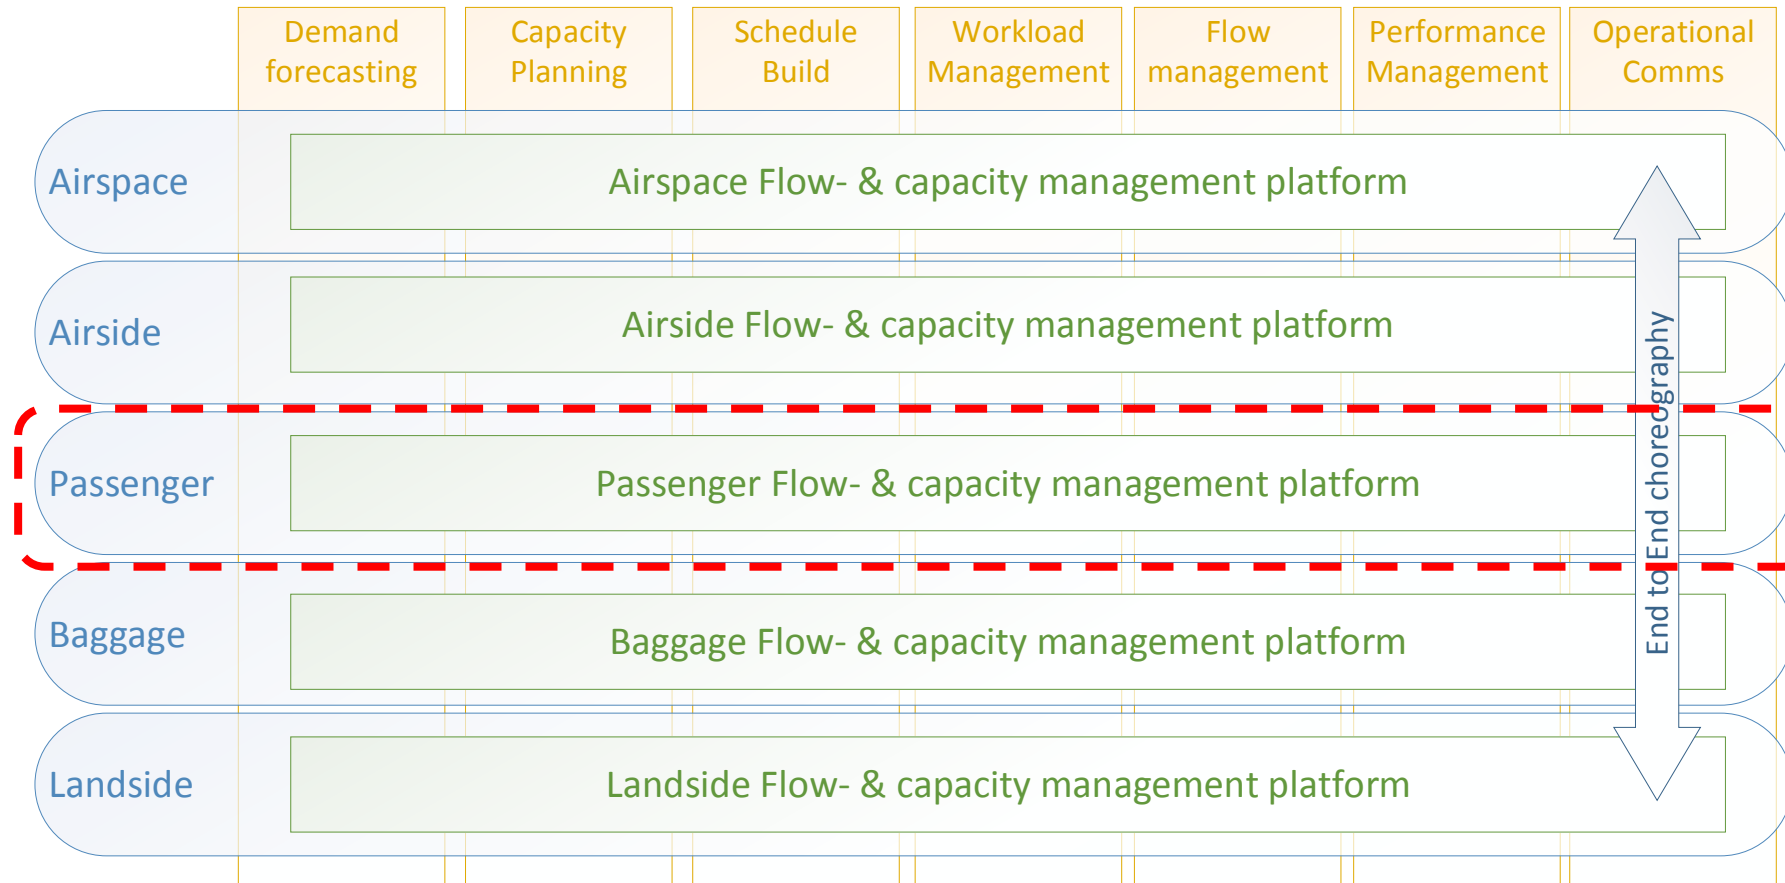 Demand
forecasting
Capacity
Planning
Schedule
Build
Workload
Management
Flow
management
Performance
Management
Operational
Comms
Airspace
Airspace Flow- & capacity management platform
Airside
Airside Flow- & capacity management platform
Passenger
Passenger Flow- & capacity management platform
Baggage
Baggage Flow- & capacity management platform
Landside
Landside Flow- & capacity management platform
End to End choreography